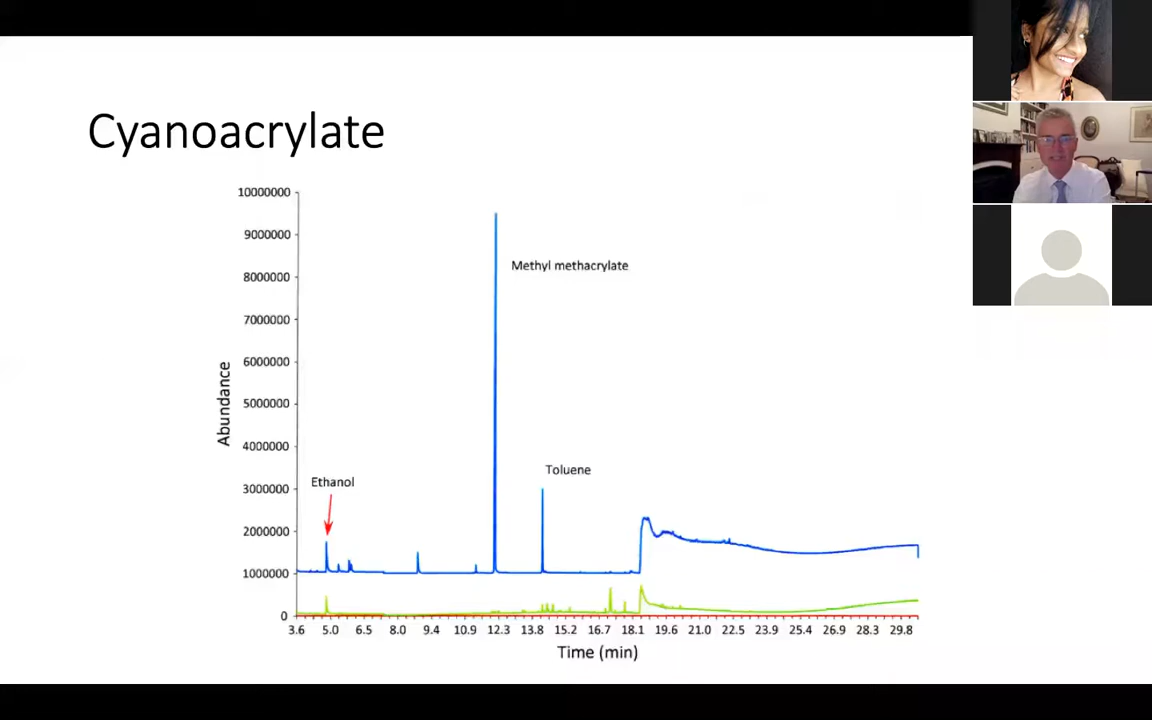 Cyanoacrylate
10000000
9000000
Methyl methacrylate
8000000
7000000
6000000
5000000
Abundance
4000000
Toluene
Ethanol
3000000
2000000
1000000
0
3.6 5.0 6.5 8.0 9.4 10.9 12.3 13.8 15.2 16.7 18.1 19.6 21.0 22.5 23.9 25.4 26.9 28.3 29.8
Time (min)